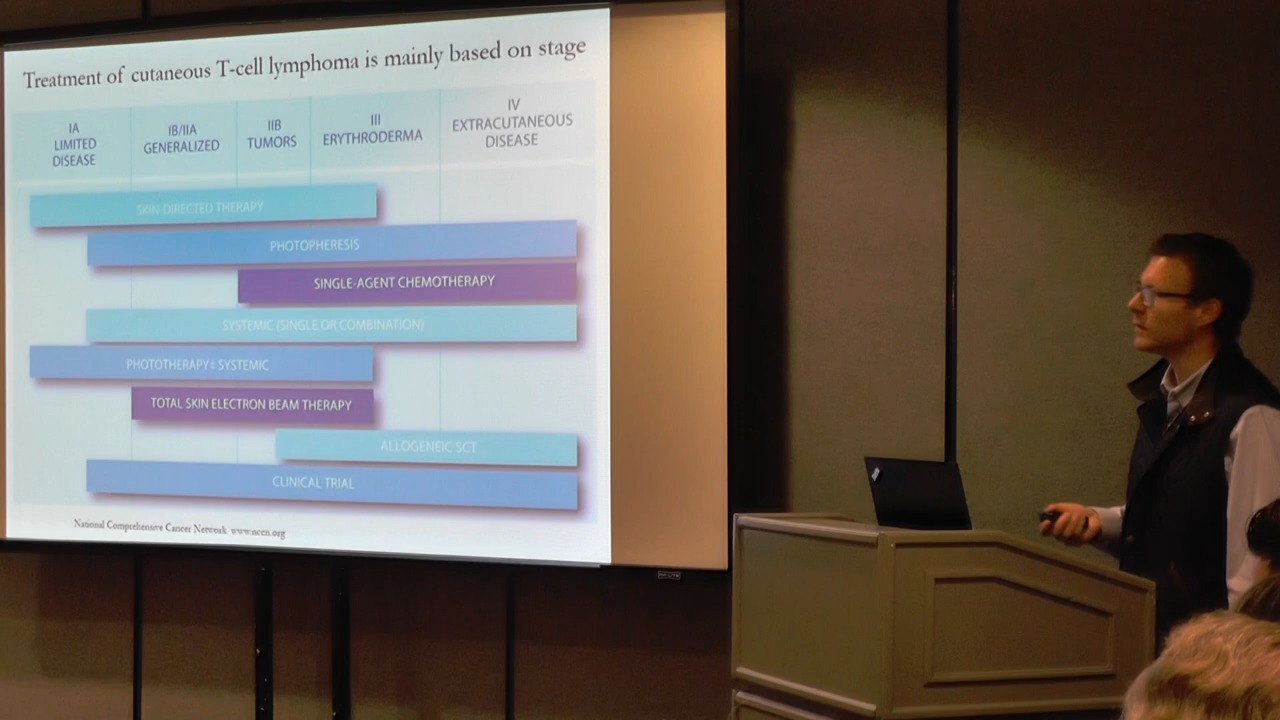 Treatment of cutaneous T-cell lymphoma is mainly based on stage
IA
LIMITED
DISEASE
IB/IIA
GENERALIZED
IIB
TUMORS
III
ERYTHRODERMA
IV
EXTRACUTANEOUS
DISEASE
SKIN-DIRECTED THERAPY
PHOTOPHERESIS
SINGLE-AGENT CHEMOTHERAPY
SYSTEMIC (SINGLE OR COMBINATION)
PHOTOTHERAPY± SYSTEMIC
TOTAL SKIN ELECTRON BEAM THERAPY
ALLOGENEIC SCT
CLINICAL TRIAL
National Comprehensive Cancer Network www.nccn.org